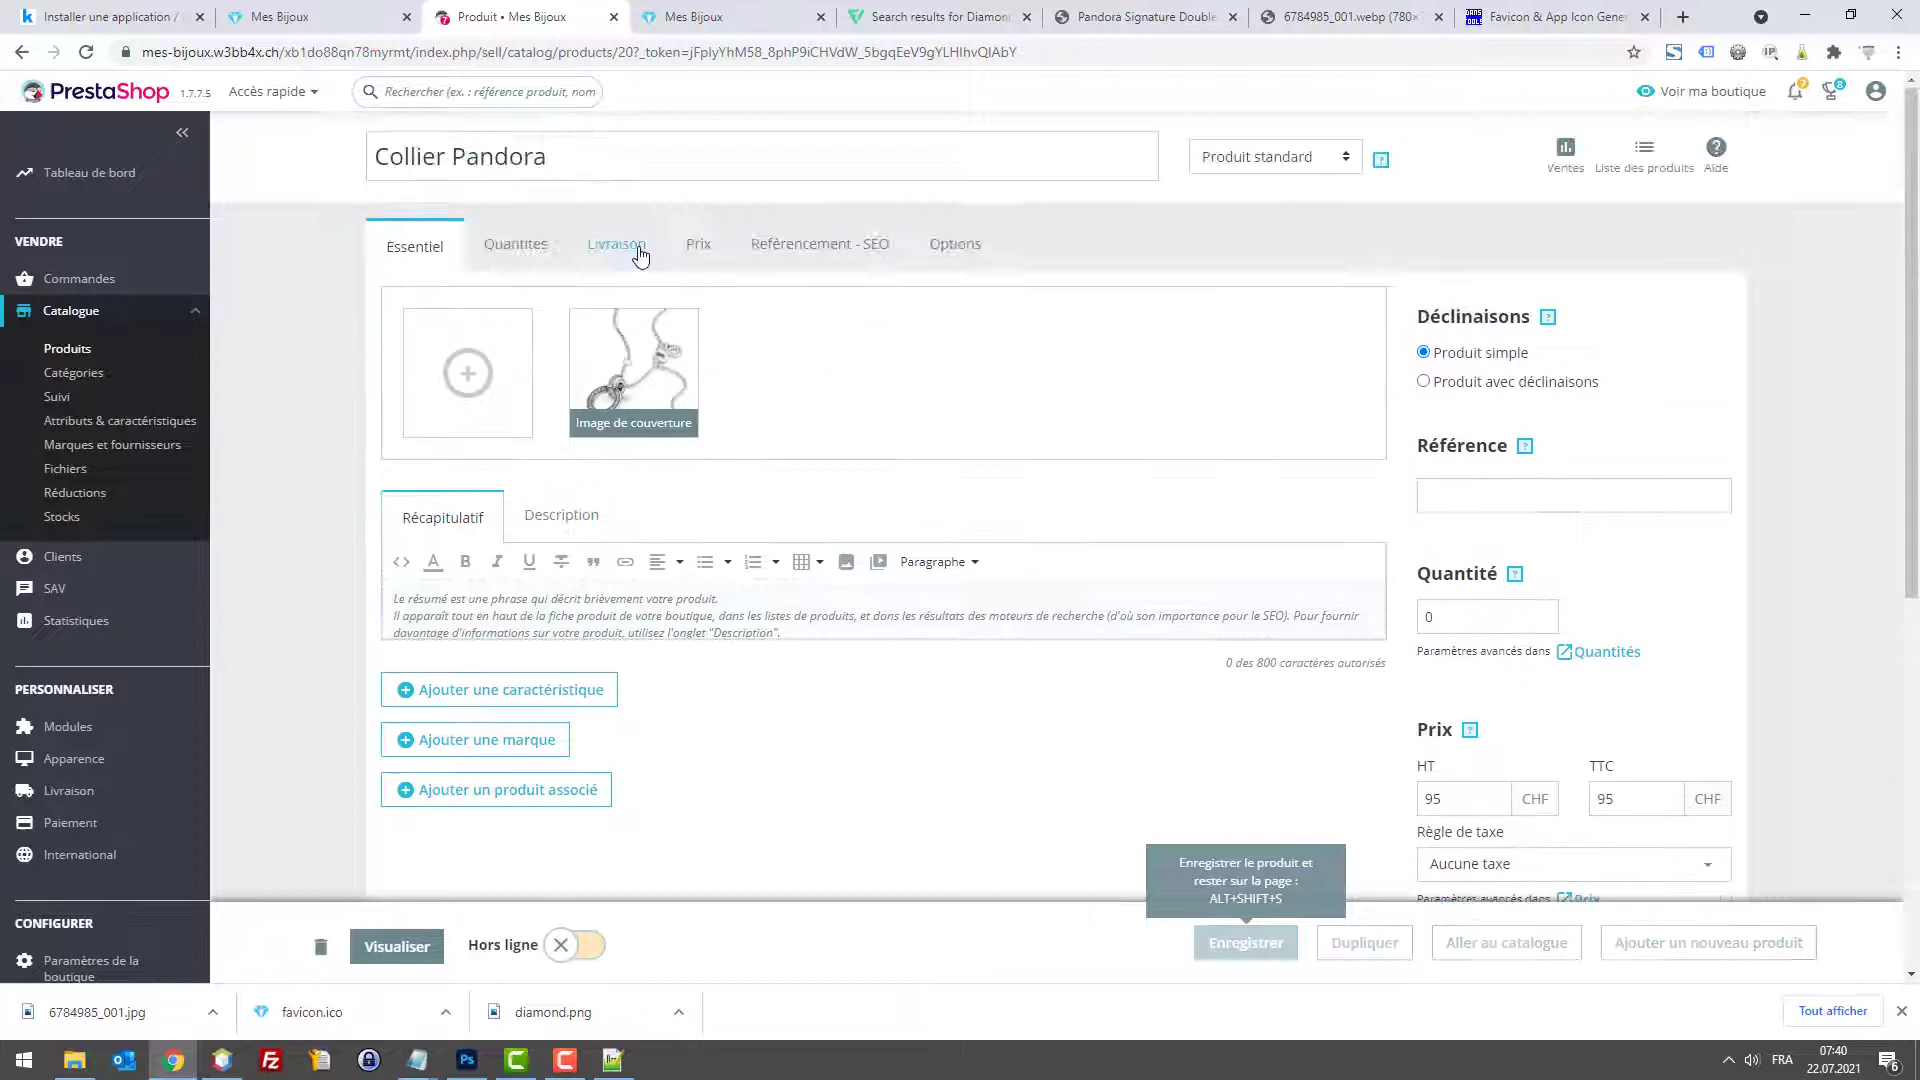 Installer une application /
Mes Bijoux
Produit • Mes Bijoux
Mes Bijoux
Search results for Diamon
Pandora Signature Double
6784985_001.webp (780×
Favicon & App Icon Gene
mes-bijoux.w3bb4x.ch/xb1do88qn78myrmt/index.php/sell/catalog/products/20?_token=jFplyYhM58_8phP9iCHVdW_5bgqEeV9gYLHIhvQIAbY
PrestaShop 1.7.7.5
Accès rapide
Rechercher (ex. : référence produit, nom
Voir ma boutique
7
8
Tableau de bord
VENDRE
Commandes
Catalogue
Produits
Catégories
Suivi
Attributs & caractéristiques
Marques et fournisseurs
Fichiers
Réductions
Stocks
Clients
SAV
Statistiques
PERSONNALISER
Modules
Apparence
Livraison
Paiement
International
CONFIGURER
Paramètres de la
boutique
Collier Pandora
Produit standard
?
Ventes
Liste des produits
Aide
Essentiel
Quantités
Livraison
Prix
Référencement - SEO
Options
Image de couverture
Récapitulatif
Description
Paragraphe
Le résumé est une phrase qui décrit brièvement votre produit.
Il apparaît tout en haut de la fiche produit de votre boutique, dans les listes de produits, et dans les résultats des moteurs de recherche (d'où son importance pour le SEO). Pour fournir
davantage d'informations sur votre produit, utilisez l'onglet "Description".
0 des 800 caractères autorisés
Ajouter une caractéristique
Ajouter une marque
Ajouter un produit associé
Déclinaisons ?
Produit simple
Produit avec déclinaisons
Référence ?
Quantité ?
0
Paramètres avancés dans Quantités
Prix ?
HT
TTC
95 CHF
95 CHF
Règle de taxe
Aucune taxe
Paramètres avancés dans Prix
Enregistrer le produit et
rester sur la page :
ALT+SHIFT+S
Visualiser
Hors ligne
Enregistrer
Dupliquer
Aller au catalogue
Ajouter un nouveau produit
6784985_001.jpg
favicon.ico
diamond.png
Tout afficher
FRA
07:40
22.07.2021
6